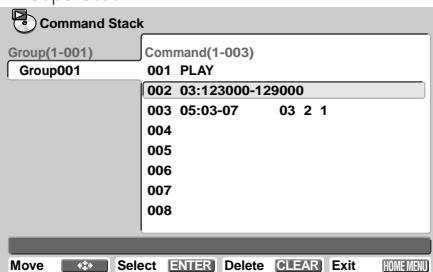 Command Stack
Group(1-001)
Group001
Command(1-003)
001 PLAY
002 03:123000-129000
003 05:03-07 03 2 1
004
005
006
007
008
Move Select ENTER Delete CLEAR Exit HOME MENU